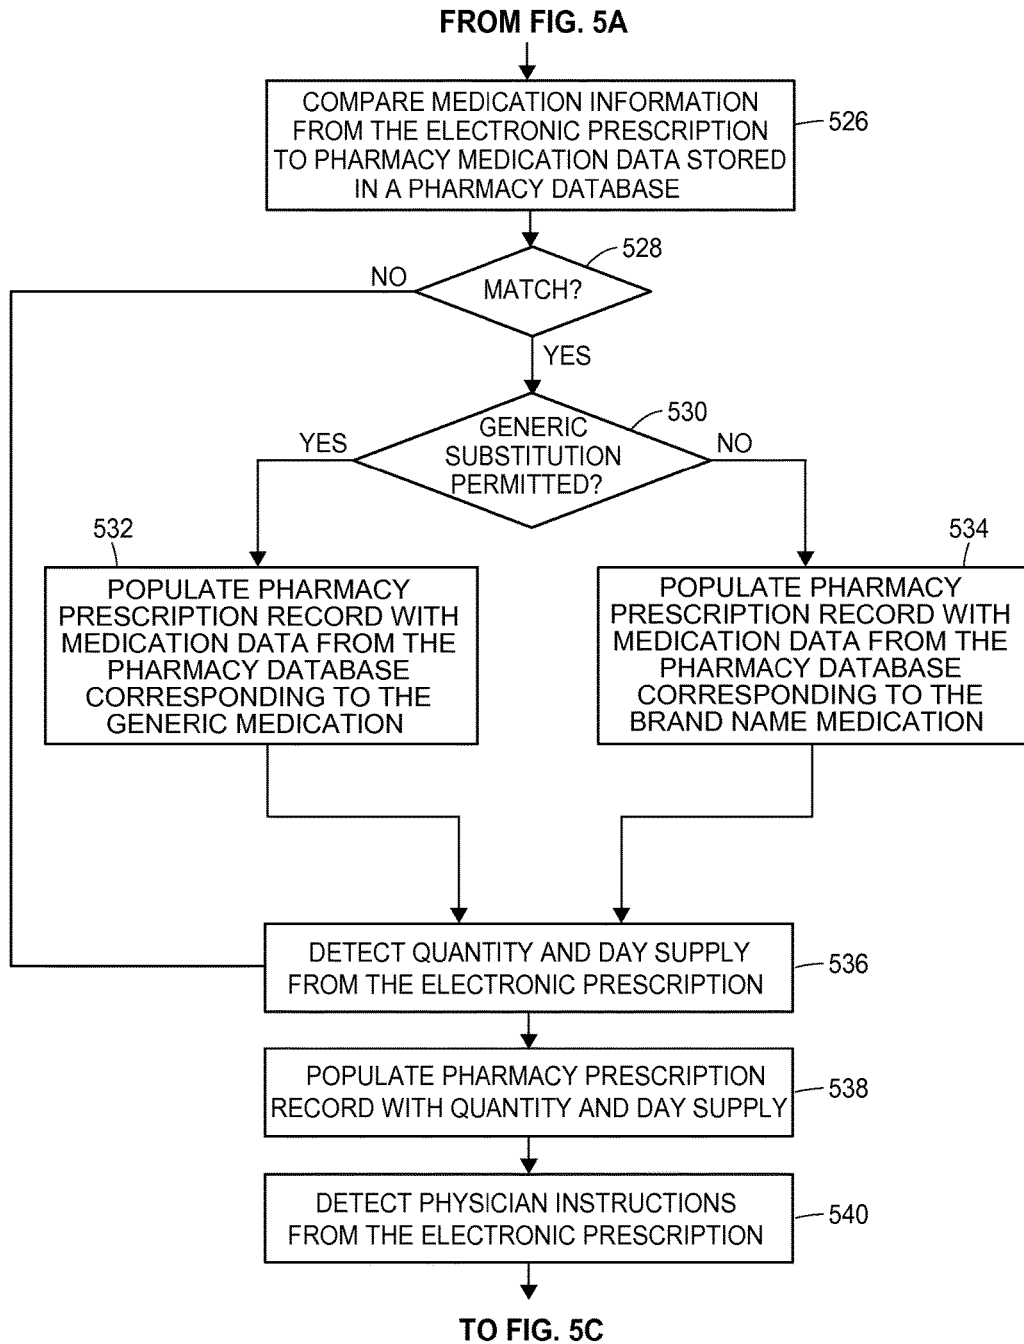 FROM FIG. 5A
COMPARE MEDICATION INFORMATION
FROM THE ELECTRONIC PRESCRIPTION
TO PHARMACY MEDICATION DATA STORED
IN A PHARMACY DATABASE
526
528
NO
MATCH?
YES
530
YES
GENERIC
SUBSTITUTION
PERMITTED?
NO
532
534
POPULATE PHARMACY
PRESCRIPTION RECORD WITH
MEDICATION DATA FROM THE
PHARMACY DATABASE
CORRESPONDING TO THE
GENERIC MEDICATION
POPULATE PHARMACY
PRESCRIPTION RECORD WITH
MEDICATION DATA FROM THE
PHARMACY DATABASE
CORRESPONDING TO THE
BRAND NAME MEDICATION
DETECT QUANTITY AND DAY SUPPLY
FROM THE ELECTRONIC PRESCRIPTION
536
POPULATE PHARMACY PRESCRIPTION
RECORD WITH QUANTITY AND DAY SUPPLY
538
DETECT PHYSICIAN INSTRUCTIONS
FROM THE ELECTRONIC PRESCRIPTION
540
TO FIG. 5C